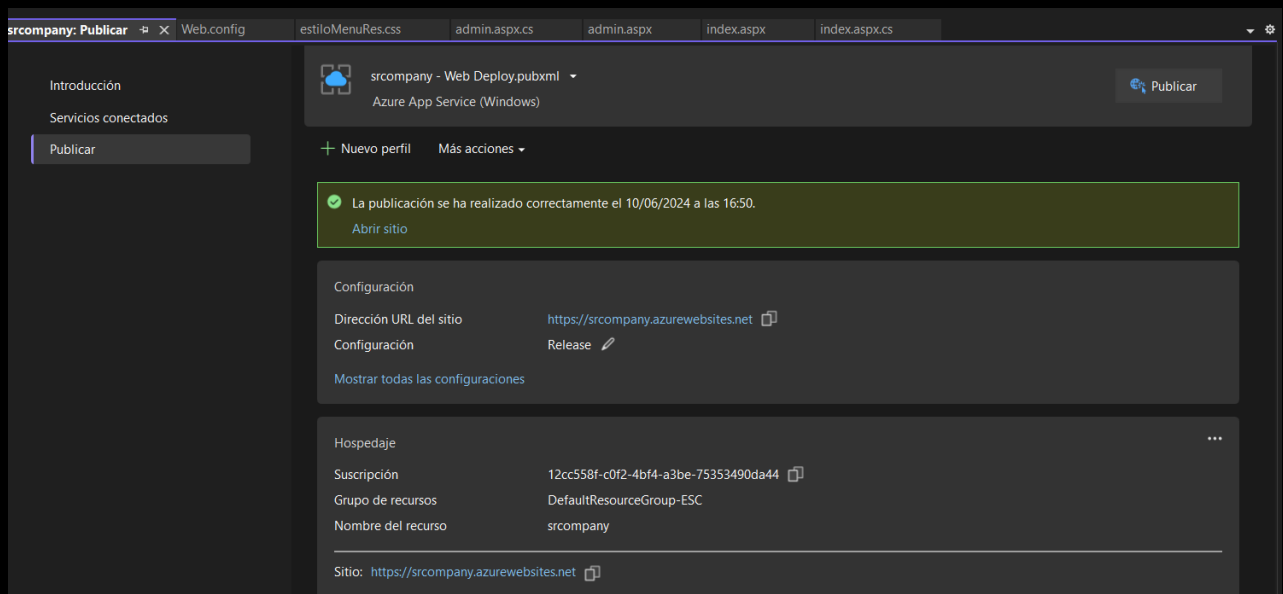 srcompany: Publicar Web.config estiloMenuRes.css admin.aspx.cs admin.aspx index.aspx index.aspx.cs
Introducción
Servicios conectados
Publicar
srcompany - Web Deploy.pubxml
Azure App Service (Windows)
Publicar
Nuevo perfil Más acciones
La publicación se ha realizado correctamente el 10/06/2024 a las 16:50.
Abrir sitio
Configuración
Dirección URL del sitio https://srcompany.azurewebsites.net
Configuración Release
Mostrar todas las configuraciones
Hospedaje
Suscripción 12cc558f-c0f2-4bf4-a3be-75353490da44
Grupo de recursos DefaultResourceGroup-ESC
Nombre del recurso srcompany
Sitio: https://srcompany.azurewebsites.net